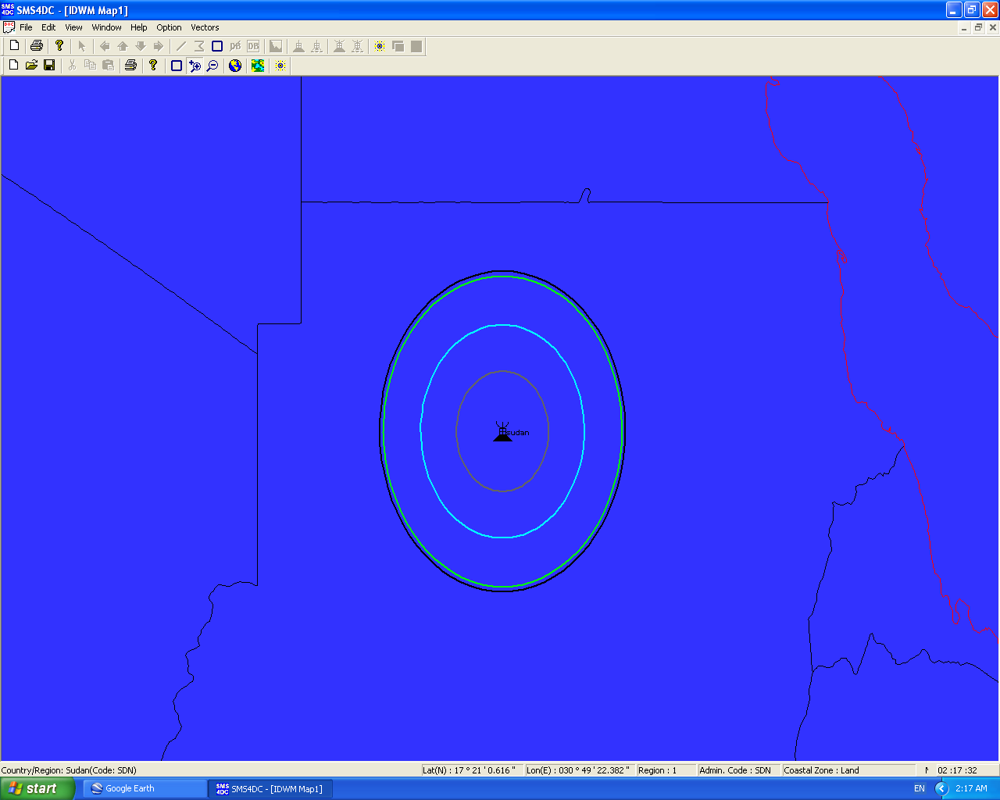 SMS4DC - [IDWM Map1]
File Edit View Window Help Option Vectors
sudan
Country/Region: Sudan(Code: SDN) Lat(N) : 17 ° 21 ' 0.616 " Lon(E) : 030 ° 49 ' 22.382 " Region : 1 Admin. Code : SDN Coastal Zone : Land 02:17:32
start Google Earth SMS4DC - [IDWM Map1] EN 2:17 AM